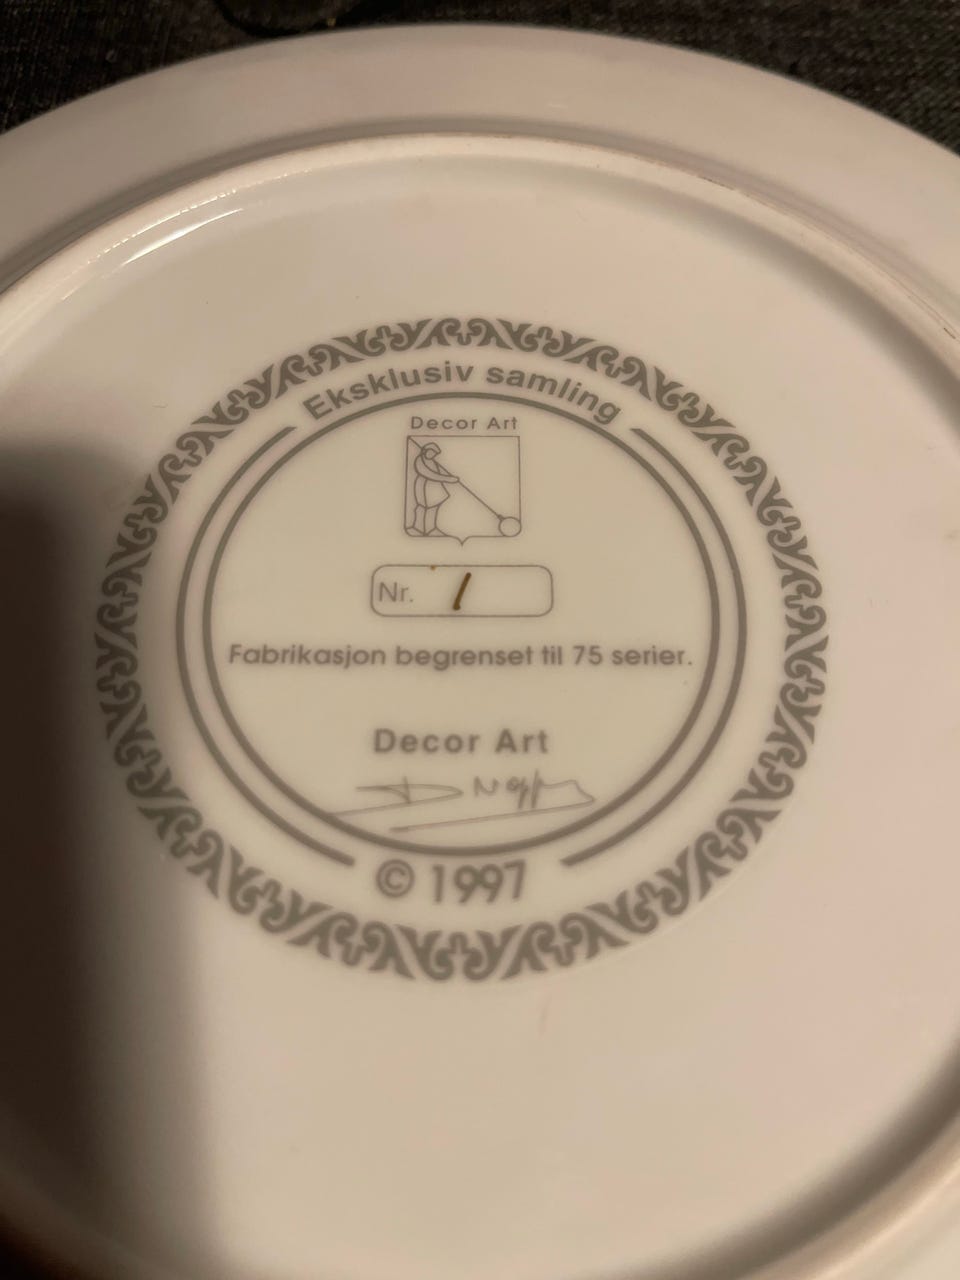 Eksklusiv samling
Decor Art
Nr. 1
Fabrikasjon begrenset til 75 serier.
Decor Art
© 1997